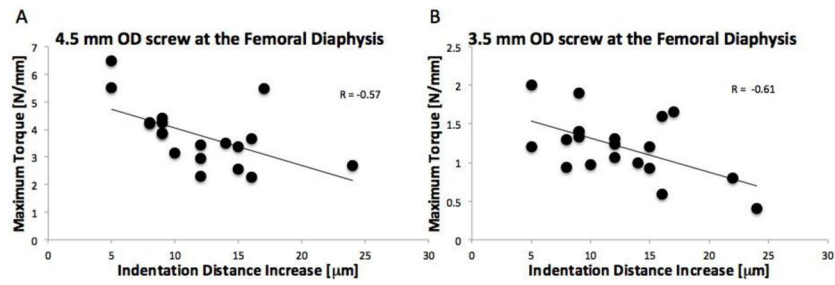 A
4.5 mm OD screw at the Femoral Diaphysis
Maximum Torque [N/mm]
7
6
5
4
3
2
1
0
R = -0.57
0 5 10 15 20 25 30
Indentation Distance Increase [μm]
B
3.5 mm OD screw at the Femoral Diaphysis
Maximum Torque [N/mm]
2.5
2
1.5
1
0.5
0
R = -0.61
0 5 10 15 20 25 30
Indentation Distance Increase [μm]